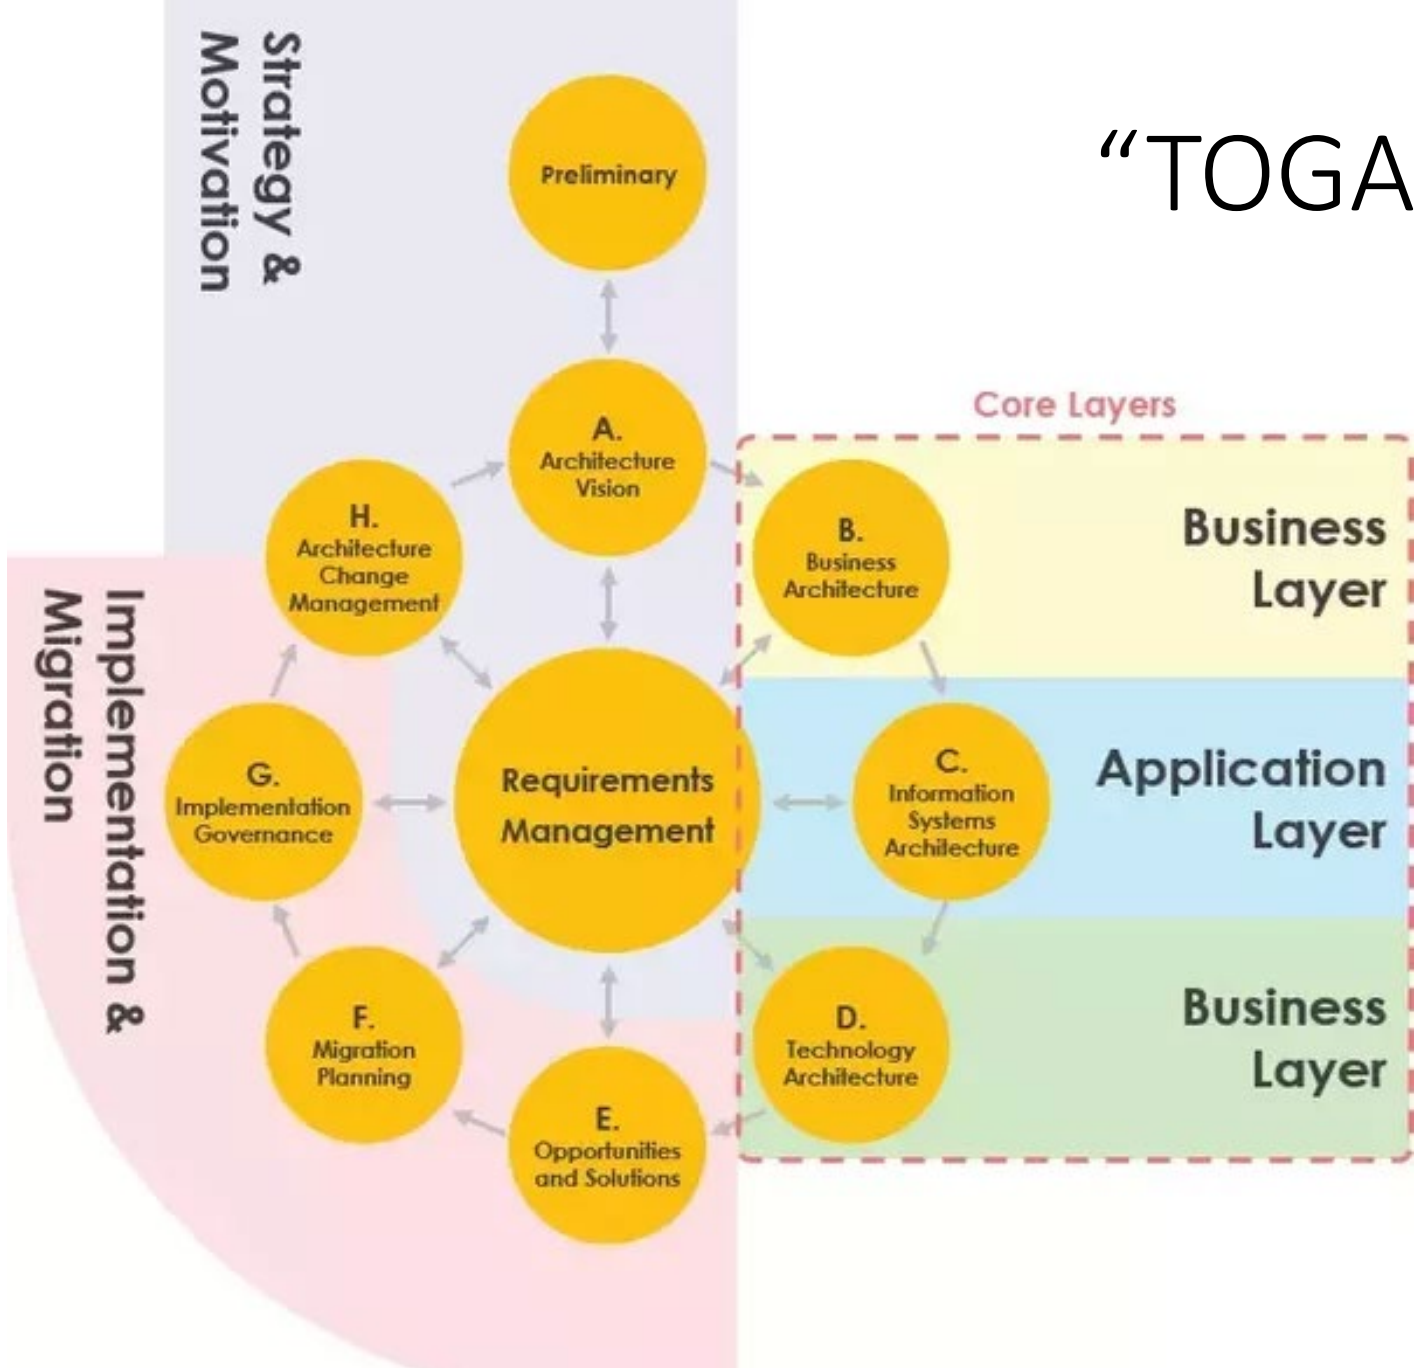 Strategy &
Motivation
Preliminary
“TOGA
Core Layers
A.
Architecture
Vision
H.
Architecture
Change
Management
B.
Business
Architecture
Business
Layer
Implementation &
Migration
G.
Implementation
Governance
Requirements
Management
C.
Information
Systems
Architecture
Application
Layer
F.
Migration
Planning
D.
Technology
Architecture
Business
Layer
E.
Opportunities
and Solutions